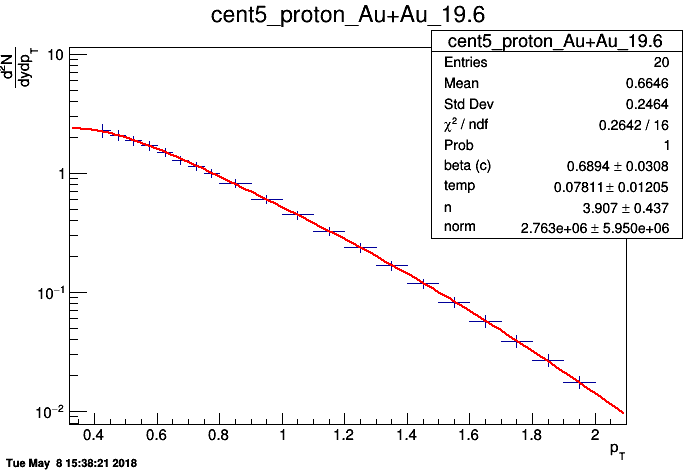 cent5_proton_Au+Au_19.6
cent5_proton_Au+Au_19.6
Entries 20
Mean 0.6646
Std Dev 0.2464
χ² / ndf 0.2642 / 16
Prob 1
beta (c) 0.6894 ± 0.0308
temp 0.07811 ± 0.01205
n 3.907 ± 0.437
norm 2.763e+06 ± 5.950e+06
d²N
dydp_T
10
1
10⁻¹
10⁻²
0.4 0.6 0.8 1 1.2 1.4 1.6 1.8 2
p_T
Tue May 8 15:38:21 2018